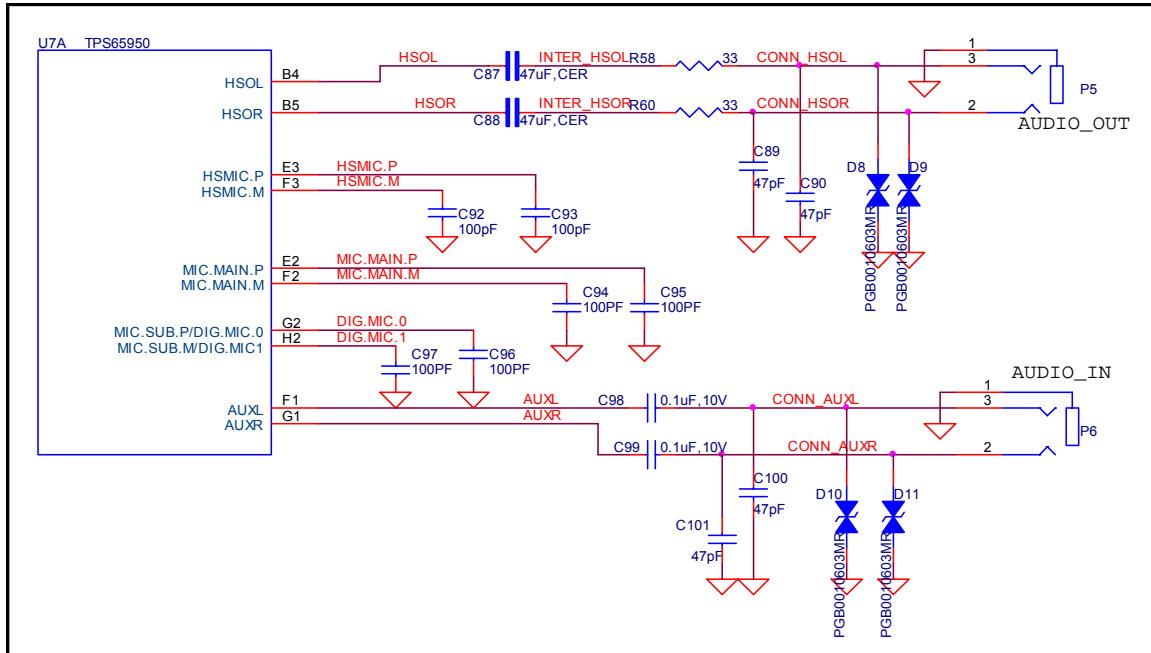 U7A TPS65950
HSOL
B4
HSOL
C87
47uF,CER
INTER_HSOL
R58
33
CONN_HSOL
1
3
P5
HSOR
B5
HSOR
C88
47uF,CER
INTER_HSOR
R60
33
CONN_HSOR
2
AUDIO_OUT
C89
47pF
C90
47pF
D8
PGB0010603MR
D9
PGB0010603MR
HSMIC.P
E3
HSMIC.P
HSMIC.M
F3
HSMIC.M
C92
100pF
C93
100pF
MIC.MAIN.P
E2
MIC.MAIN.P
MIC.MAIN.M
F2
MIC.MAIN.M
C94
100PF
C95
100PF
MIC.SUB.P/DIG.MIC.0
G2
DIG.MIC.0
MIC.SUB.M/DIG.MIC1
H2
DIG.MIC.1
C97
100PF
C96
100PF
AUDIO_IN
AUXL
F1
AUXL
C98
0.1uF,10V
CONN_AUXL
1
3
P6
AUXR
G1
AUXR
C99
0.1uF,10V
CONN_AUXR
2
C100
47pF
C101
47pF
D10
PGB0010603MR
D11
PGB0010603MR